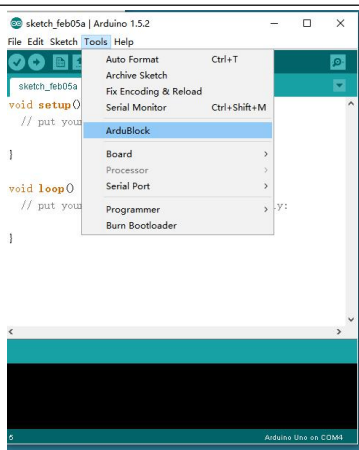 sketch_feb05a | Arduino 1.5.2
File Edit Sketch Tools Help
Auto Format Ctrl+T
Archive Sketch
Fix Encoding & Reload
Serial Monitor Ctrl+Shift+M
ArduBlock
Board
Processor
Serial Port
Programmer
Burn Bootloader
sketch_feb05a
void setup()
// put your
}
void loop()
// put your y:
}
6 Arduino Uno on COM4